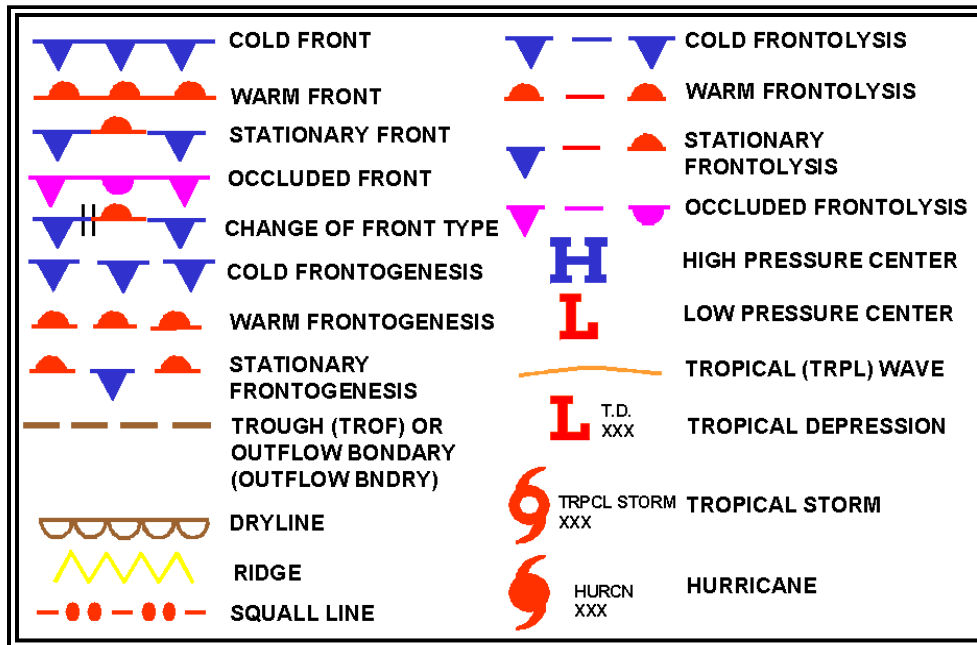 COLD FRONT
WARM FRONT
STATIONARY FRONT
OCCLUDED FRONT
CHANGE OF FRONT TYPE
COLD FRONTOGENESIS
WARM FRONTOGENESIS
STATIONARY
FRONTOGENESIS
TROUGH (TROF) OR
OUTFLOW BONDARY
(OUTFLOW BNDRY)
DRYLINE
RIDGE
SQUALL LINE
COLD FRONTOLYSIS
WARM FRONTOLYSIS
STATIONARY
FRONTOLYSIS
OCCLUDED FRONTOLYSIS
H HIGH PRESSURE CENTER
L LOW PRESSURE CENTER
TROPICAL (TRPL) WAVE
L T.D.
XXX
TROPICAL DEPRESSION
TRPCL STORM
XXX
TROPICAL STORM
HURCN
XXX
HURRICANE